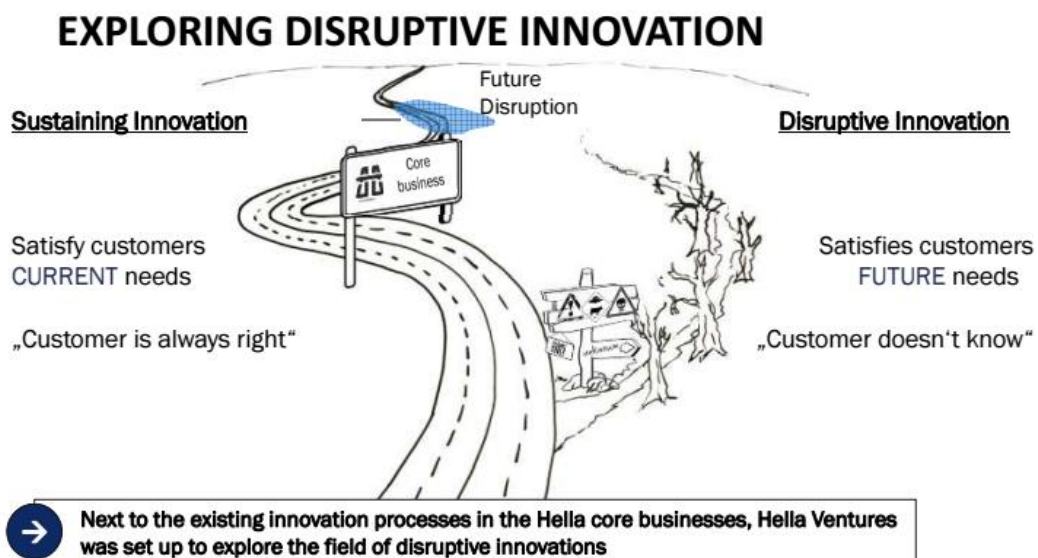 EXPLORING DISRUPTIVE INNOVATION
Future
Disruption
Sustaining Innovation
Disruptive Innovation
Core
business
Satisfy customers
CURRENT needs
Satisfies customers
FUTURE needs
„Customer is always right“
„Customer doesn‘t know“
Next to the existing innovation processes in the Hella core businesses, Hella Ventures
was set up to explore the field of disruptive innovations